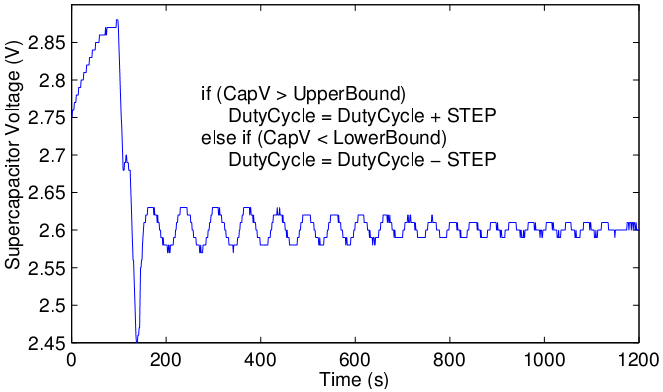 2.85
2.8
2.75
2.7
2.65
2.6
2.55
2.5
2.45
Supercapacitor Voltage (V)
if (CapV > UpperBound)
DutyCycle = DutyCycle + STEP
else if (CapV < LowerBound)
DutyCycle = DutyCycle − STEP
0 200 400 600 800 1000 1200
Time (s)